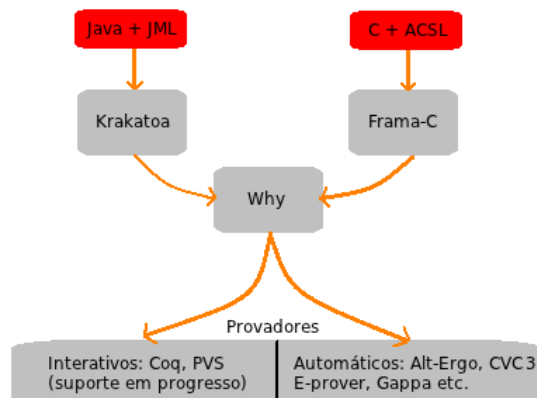 Java + JML
C + ACSL
Krakatoa
Frama-C
Why
Provadores
Interativos: Coq, PVS
(suporte em progresso)
Automáticos: Alt-Ergo, CVC3
E-prover, Gappa etc.